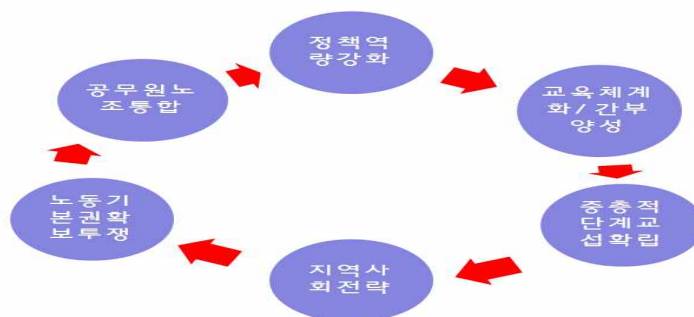 정책역
량강화
교육체계
화/간부
양성
중층적
단계교
섭확립
지역사
회전략
노동기
본권확
보투쟁
공무원노
조통합